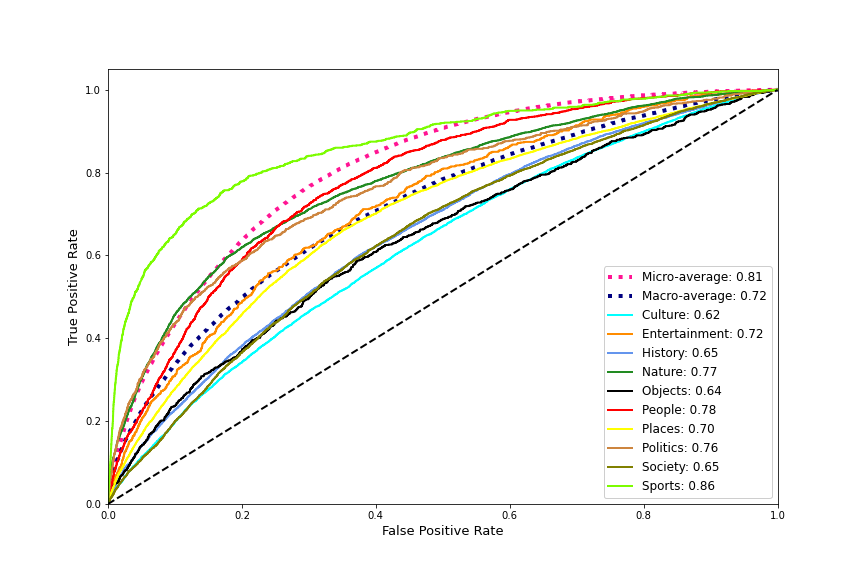 1.0
0.8
0.6
0.4
0.2
0.0
True Positive Rate
0.0 0.2 0.4 0.6 0.8 1.0
False Positive Rate
Micro-average: 0.81
Macro-average: 0.72
Culture: 0.62
Entertainment: 0.72
History: 0.65
Nature: 0.77
Objects: 0.64
People: 0.78
Places: 0.70
Politics: 0.76
Society: 0.65
Sports: 0.86